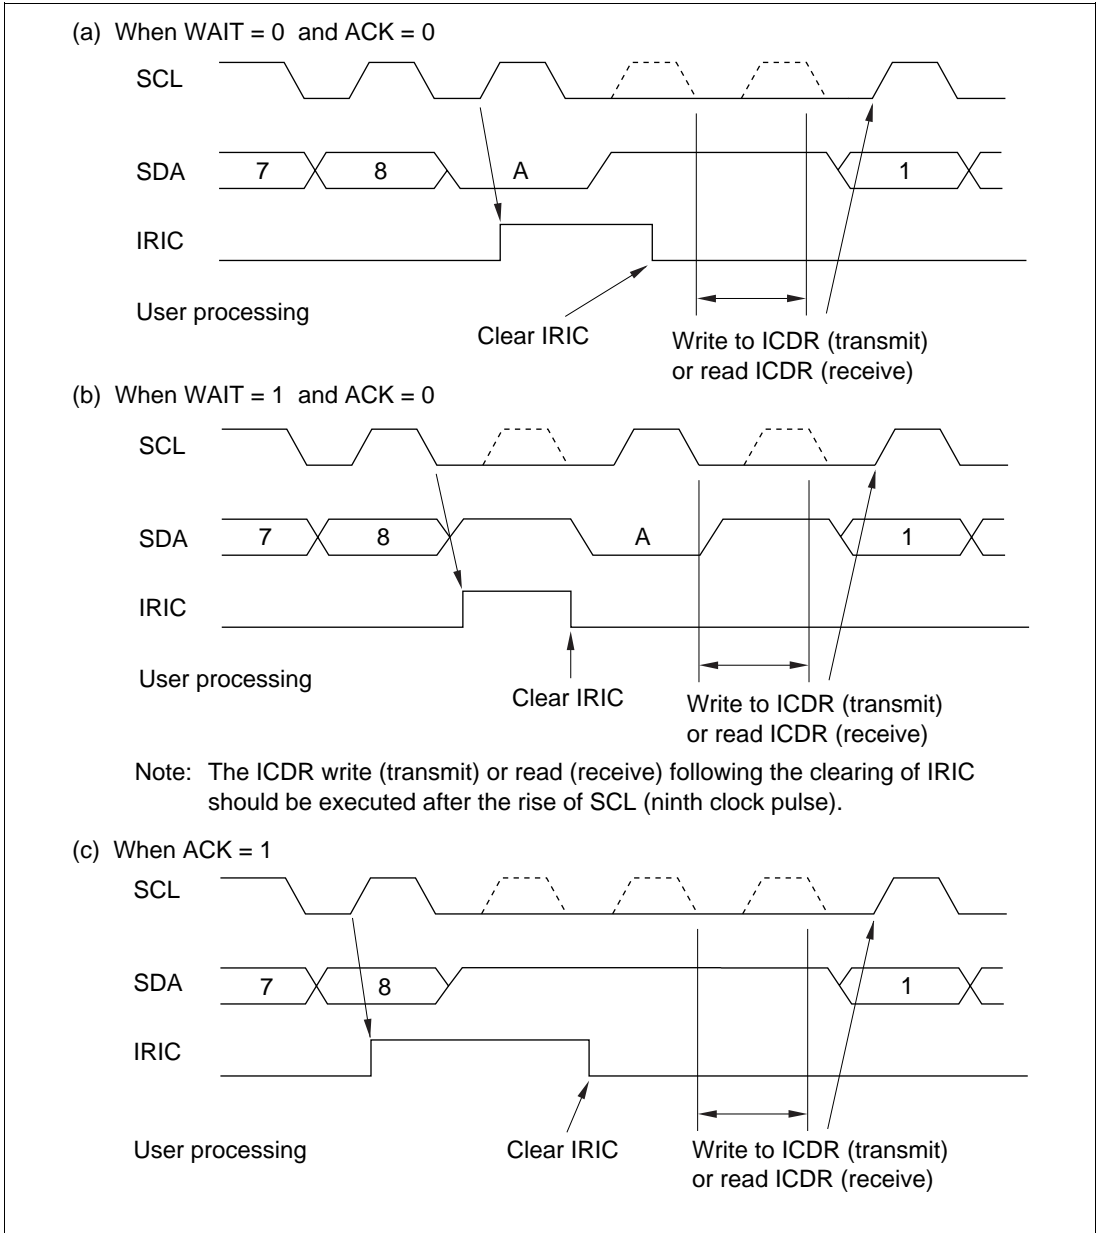 (a) When WAIT = 0 and ACK = 0
SCL
SDA
7 8 A 1
IRIC
User processing
Clear IRIC
Write to ICDR (transmit)
or read ICDR (receive)
(b) When WAIT = 1 and ACK = 0
SCL
SDA
7 8 A 1
IRIC
User processing
Clear IRIC
Write to ICDR (transmit)
or read ICDR (receive)
Note: The ICDR write (transmit) or read (receive) following the clearing of IRIC
should be executed after the rise of SCL (ninth clock pulse).
(c) When ACK = 1
SCL
SDA
7 8 1
IRIC
User processing
Clear IRIC
Write to ICDR (transmit)
or read ICDR (receive)